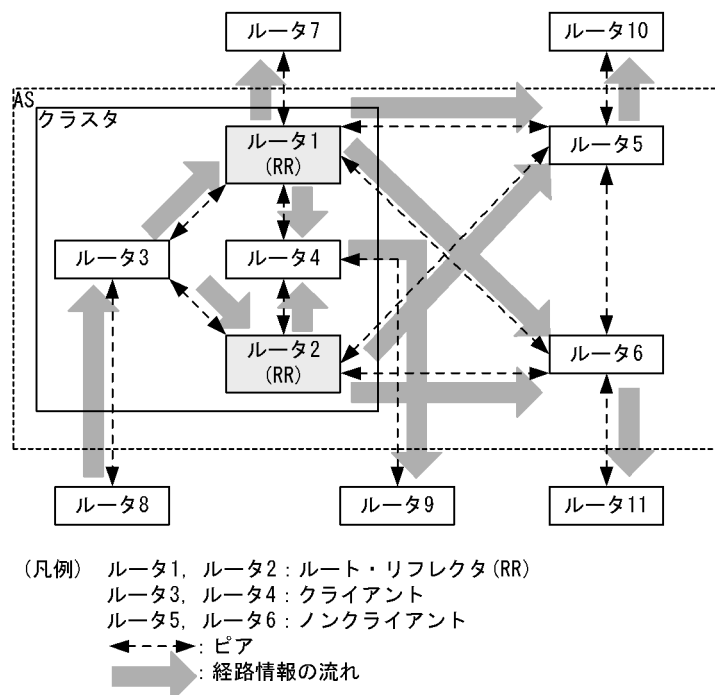 ルータ7
ルータ10
AS
クラスタ
ルータ1
(RR)
ルータ5
ルータ3
ルータ4
ルータ2
(RR)
ルータ6
ルータ8
ルータ9
ルータ11
(凡例) ルータ1, ルータ2:ルート・リフレクタ(RR)
ルータ3, ルータ4:クライアント
ルータ5, ルータ6:ノンクライアント
:ピア
:経路情報の流れ